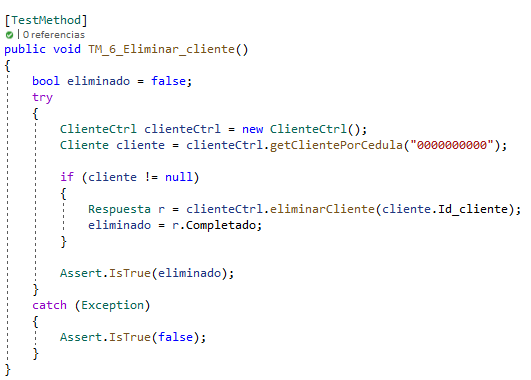 [TestMethod]
| 0 referencias
public void TM_6_Eliminar_cliente()
{
bool eliminado = false;
try
{
ClienteCtrl clienteCtrl = new ClienteCtrl();
Cliente cliente = clienteCtrl.getClientePorCedula("0000000000");
if (cliente != null)
{
Respuesta r = clienteCtrl.eliminarCliente(cliente.Id_cliente);
eliminado = r.Completado;
}
Assert.IsTrue(eliminado);
}
catch (Exception)
{
Assert.IsTrue(false);
}
}